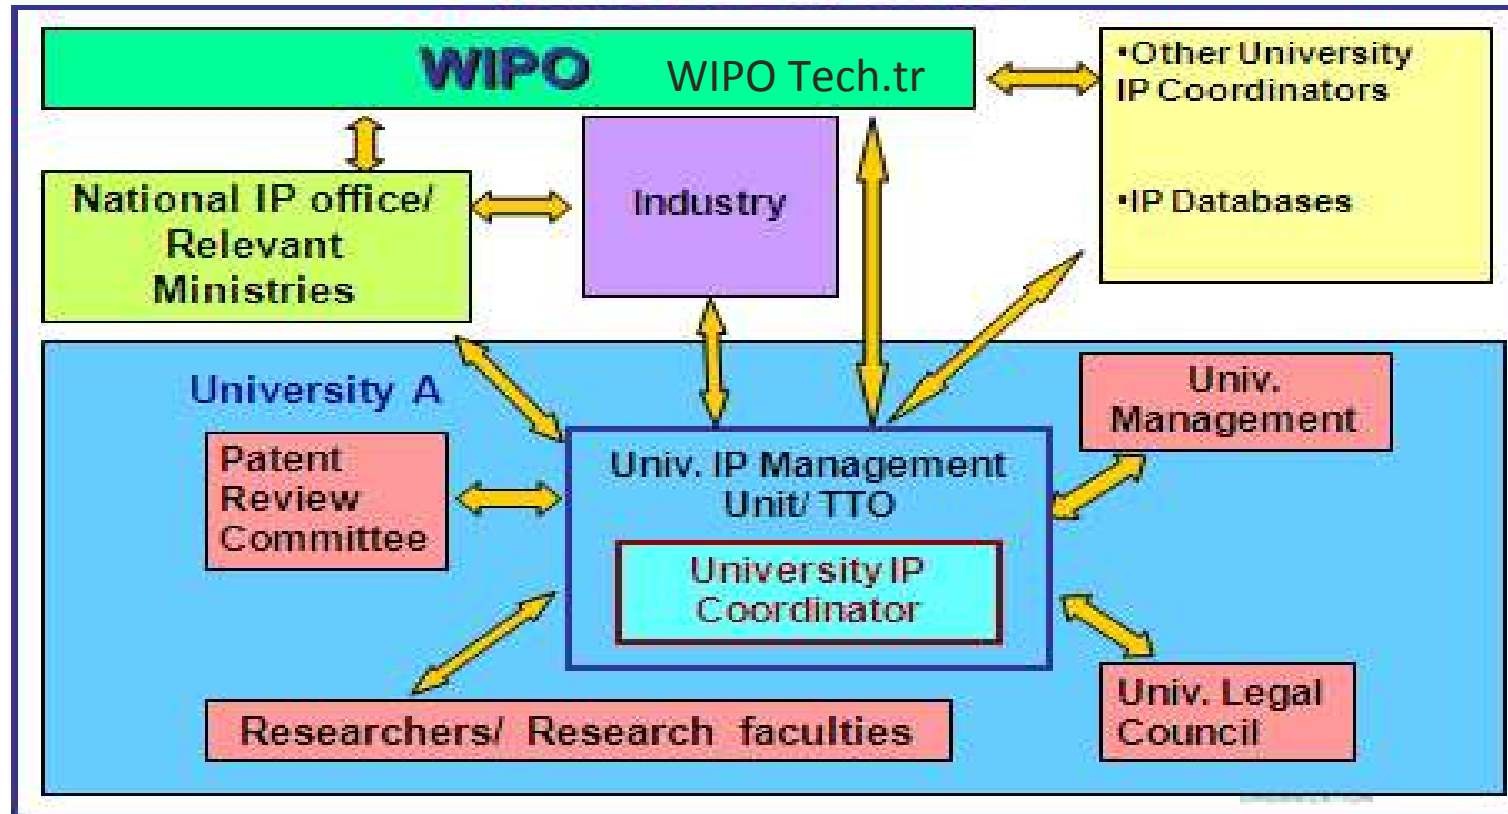 WIPO WIPO Tech.tr
•Other University
IP Coordinators
•IP Databases
National IP office/
Relevant
Ministries
Industry
University A
Patent
Review
Committee
Univ. IP Management
Unit/ TTO
University IP
Coordinator
Univ.
Management
Researchers/ Research faculties
Univ. Legal
Council